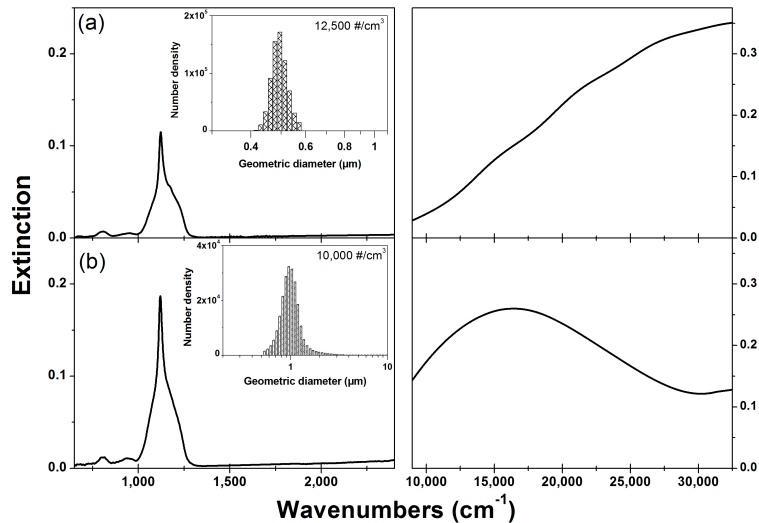 (a)
12,500 #/cm³
Number density
2x10⁵
1x10⁵
0
0.4 0.6 0.8 1
Geometric diameter (µm)
0.2
0.1
0.0
0.3
0.2
0.1
0.0
Extinction
(b)
10,000 #/cm³
Number density
4x10⁴
2x10⁴
0
1 10
Geometric diameter (µm)
0.2
0.1
0.0
0.3
0.2
0.1
0.0
1,000 1,500 2,000
10,000 15,000 20,000 25,000 30,000
Wavenumbers (cm⁻¹)